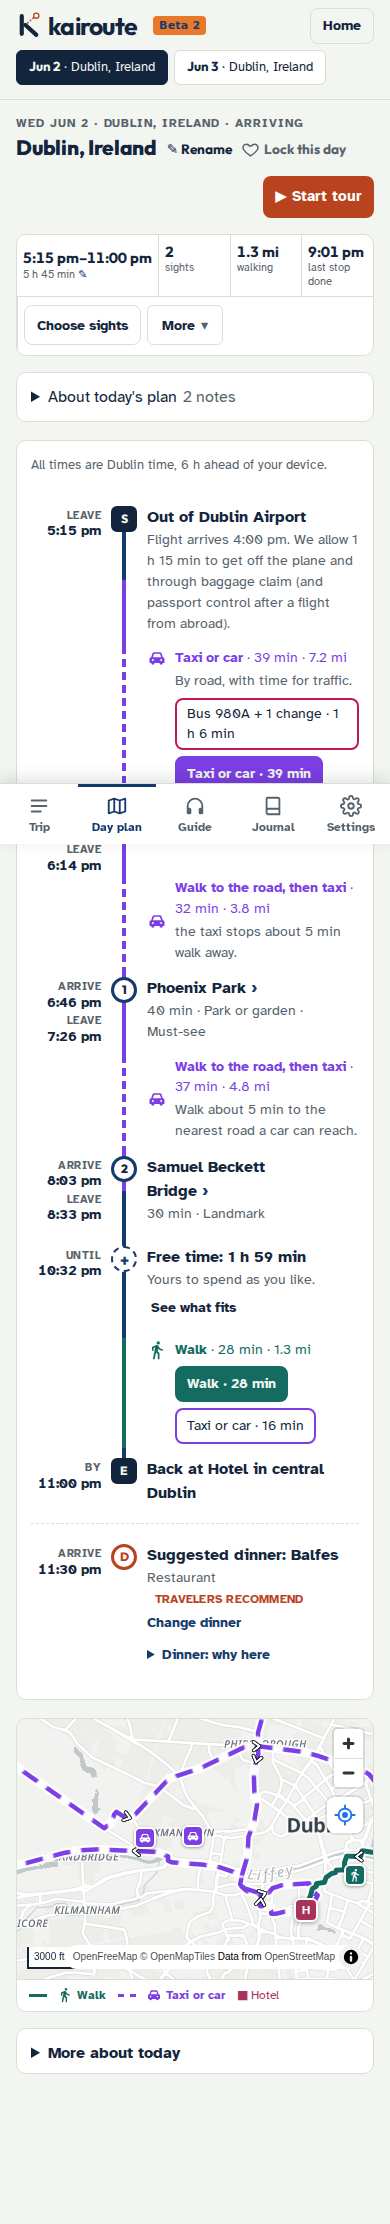 kairoute Beta 2 Home
Jun 2 · Dublin, Ireland Jun 3 · Dublin, Ireland
WED JUN 2 · DUBLIN, IRELAND · ARRIVING
Dublin, Ireland ✎ Rename Lock this day
▶ Start tour
5:15 pm–11:00 pm
5 h 45 min ✎
2
sights
1.3 mi
walking
9:01 pm
last stop
done
Choose sights More ▾
▶ About today's plan 2 notes
All times are Dublin time, 6 h ahead of your device.
LEAVE
5:15 pm
S
Out of Dublin Airport
Flight arrives 4:00 pm. We allow 1
h 15 min to get off the plane and
through baggage claim (and
passport control after a flight
from abroad).
Taxi or car · 39 min · 7.2 mi
By road, with time for traffic.
Bus 980A + 1 change · 1
h 6 min
Taxi or car · 39 min
Trip Day plan Guide Journal Settings
LEAVE
6:14 pm
Walk to the road, then taxi ·
32 min · 3.8 mi
the taxi stops about 5 min
walk away.
ARRIVE
6:46 pm
LEAVE
7:26 pm
1
Phoenix Park ›
40 min · Park or garden ·
Must-see
Walk to the road, then taxi ·
37 min · 4.8 mi
Walk about 5 min to the
nearest road a car can reach.
ARRIVE
8:03 pm
LEAVE
8:33 pm
2
Samuel Beckett
Bridge ›
30 min · Landmark
UNTIL
10:32 pm
+
Free time: 1 h 59 min
Yours to spend as you like.
See what fits
Walk · 28 min · 1.3 mi
Walk · 28 min
Taxi or car · 16 min
BY
11:00 pm
E
Back at Hotel in central
Dublin
ARRIVE
11:30 pm
D
Suggested dinner: Balfes
Restaurant
TRAVELERS RECOMMEND
Change dinner
▶ Dinner: why here
+
−
Liffey
KILMAINHAM
H
3000 ft OpenFreeMap © OpenMapTiles Data from OpenStreetMap
Walk Taxi or car Hotel
▶ More about today